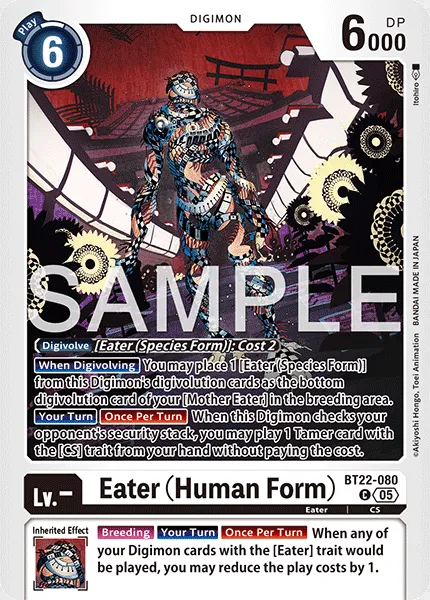 Play
6
DIGIMON
6000
DP
Itohiro
SAMPLE
©Akiyoshi Hongo, Toei Animation BANDAI MADE IN JAPAN
Digivolve [Eater (Species Form)]: Cost 2
When Digivolving You may place 1 [Eater (Species Form)]
from this Digimon's digivolution cards as the bottom
digivolution card of your [Mother Eater] in the breeding area.
Your Turn Once Per Turn When this Digimon checks your
opponent's security stack, you may play 1 Tamer card with
the [CS] trait from your hand without paying the cost.
Lv.-
Eater (Human Form)
BT22-080
C 05
Eater CS
Inherited Effect
Breeding Your Turn Once Per Turn When any of
your Digimon cards with the [Eater] trait would
be played, you may reduce the play costs by 1.